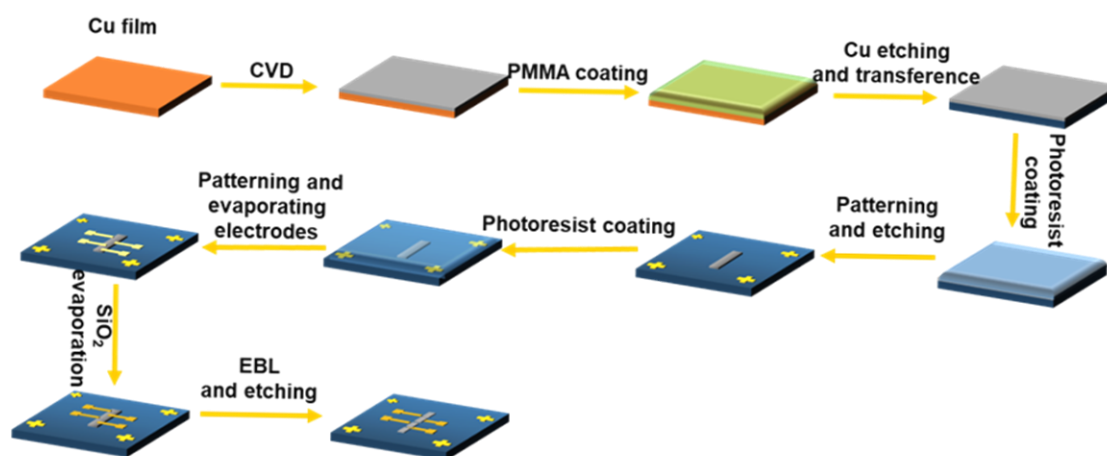 Cu film
CVD
PMMA coating
Cu etching
and transference
Photoresist
coating
Patterning
and etching
Photoresist coating
Patterning and
evaporating
electrodes
SiO₂
evaporation
EBL
and etching